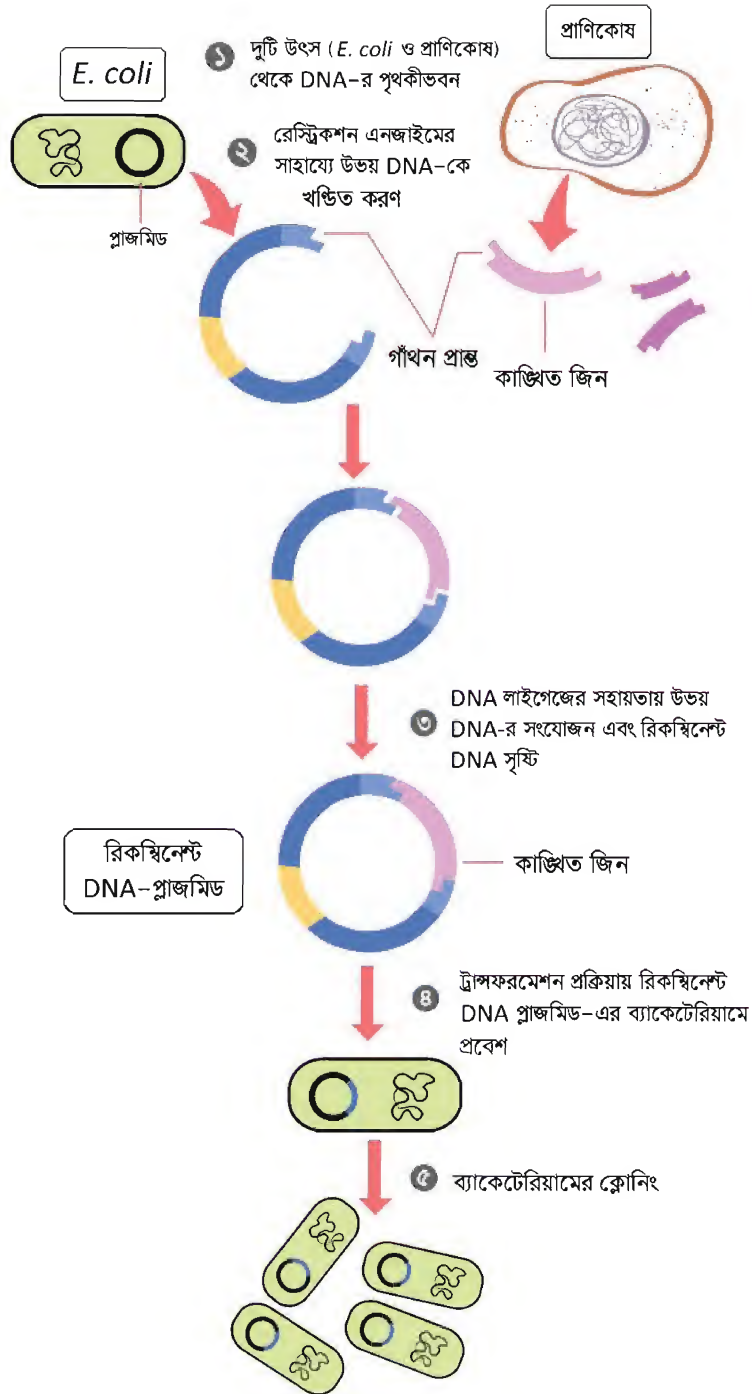 E. coli
১ দুটি উৎস (E. coli ও প্রাণিকোষ)
থেকে DNA-র পৃথকীভবন
প্রাণিকোষ
২ রেস্ট্রিকশন এনজাইমের
সাহায্যে উভয় DNA-কে
খণ্ডিত করণ
প্লাজমিড
গাঁথন প্রান্ত
কাঙ্খিত জিন
৩ DNA লাইগেজের সহায়তায় উভয়
DNA-র সংযোজন এবং রিকম্বিনেন্ট
DNA সৃষ্টি
রিকম্বিনেন্ট
DNA-প্লাজমিড
কাঙ্খিত জিন
৪ ট্রান্সফরমেশন প্রক্রিয়ায় রিকম্বিনেন্ট
DNA প্লাজমিড-এর ব্যাকেটেরিয়ামে
প্রবেশ
৫ ব্যাকেটেরিয়ামের ক্লোনিং